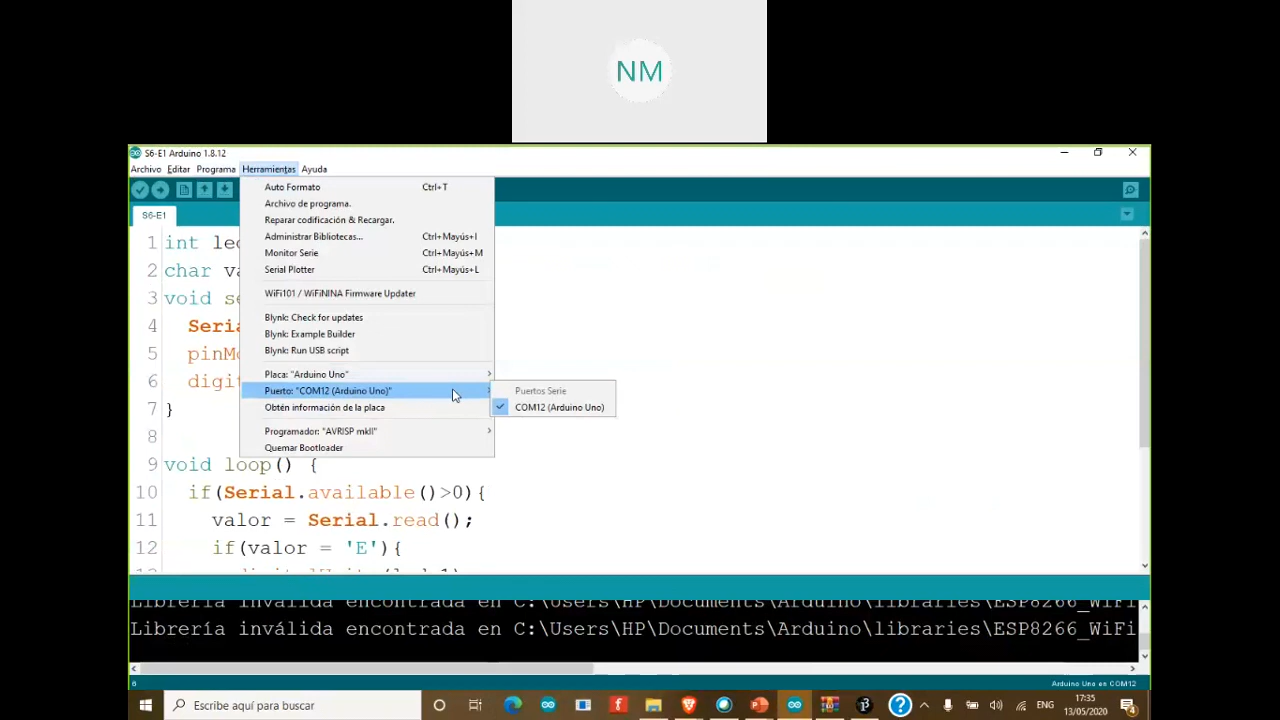 NM
S6-E1 Arduino 1.8.12
Archivo Editar Programa Herramientas Ayuda
S6-E1
Auto Formato Ctrl+T
Archivo de programa.
Reparar codificación & Recargar.
Administrar Bibliotecas... Ctrl+Mayús+I
Monitor Serie Ctrl+Mayús+M
Serial Plotter Ctrl+Mayús+L
WiFi101 / WiFiNINA Firmware Updater
Blynk: Check for updates
Blynk: Example Builder
Blynk: Run USB script
Placa: "Arduino Uno"
Puerto: "COM12 (Arduino Uno)"
Obtén información de la placa
Programador: "AVRISP mkII"
Quemar Bootloader
Puertos Serie
COM12 (Arduino Uno)
1 int le
2 char va
3 void se
4 Seri
5 pinMo
6 digit
7 }
8
9 void loop() {
10 if(Serial.available()>0){
11 valor = Serial.read();
12 if(valor = 'E'){
Librería inválida encontrada en C:\Users\HP\Documents\Arduino\libraries\ESP8266_WiFi
Librería inválida encontrada en C:\Users\HP\Documents\Arduino\libraries\ESP8266_WiFi
6 Arduino Uno en COM12
Escribe aquí para buscar
ENG
17:35
13/05/2020
4